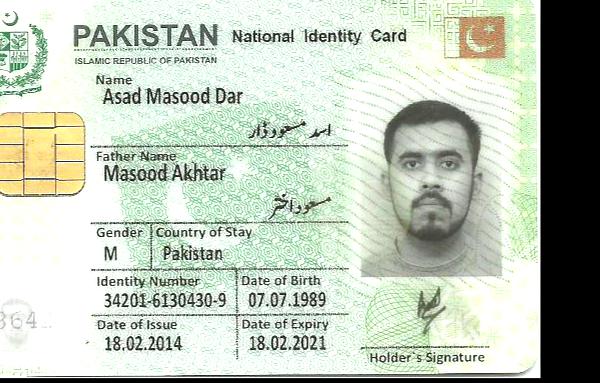 PAKISTAN National Identity Card
ISLAMIC REPUBLIC OF PAKISTAN
Name
Asad Masood Dar
اسد مسعود ڈار
Father Name
Masood Akhtar
مسعود اختر
Gender Country of Stay
M Pakistan
Identity Number Date of Birth
34201-6130430-9 07.07.1989
364
Date of Issue Date of Expiry
18.02.2014 18.02.2021
Holder's Signature